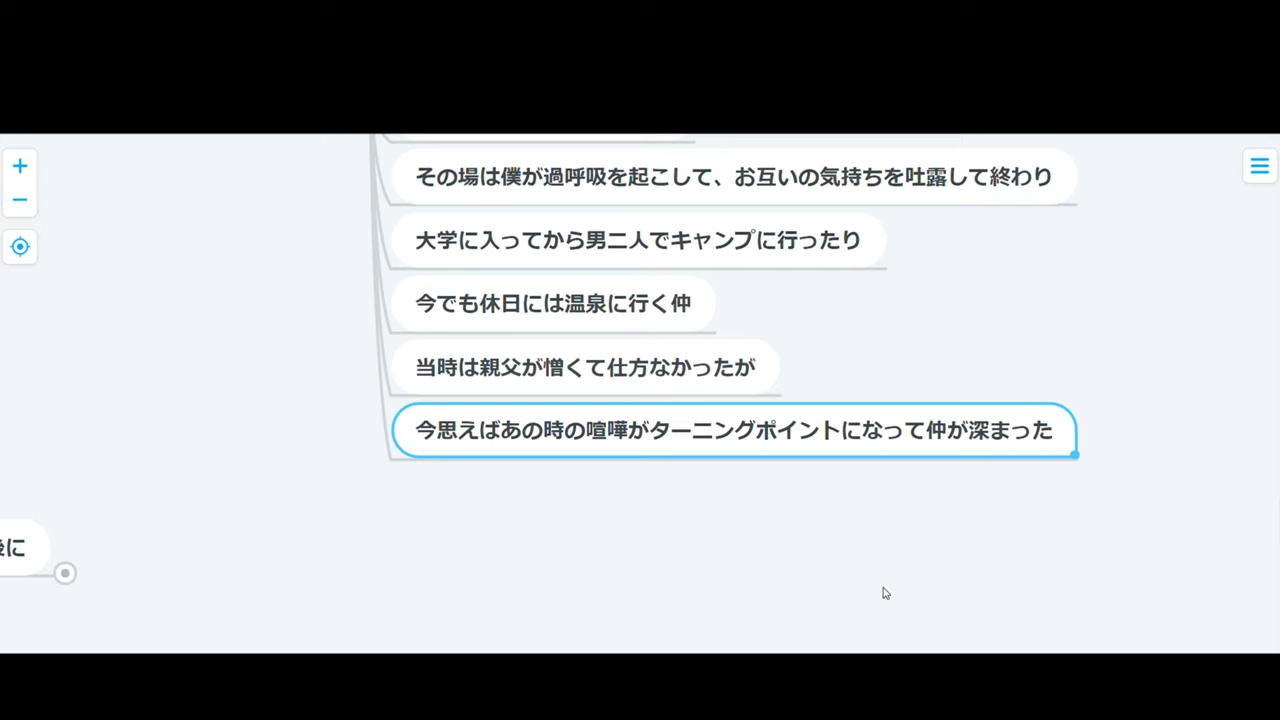 その場は僕が過呼吸を起こして、お互いの気持ちを吐露して終わり
大学に入ってから男二人でキャンプに行ったり
今でも休日には温泉に行く仲
当時は親父が憎くて仕方なかったが
今思えばあの時の喧嘩がターニングポイントになって仲が深まった
後に